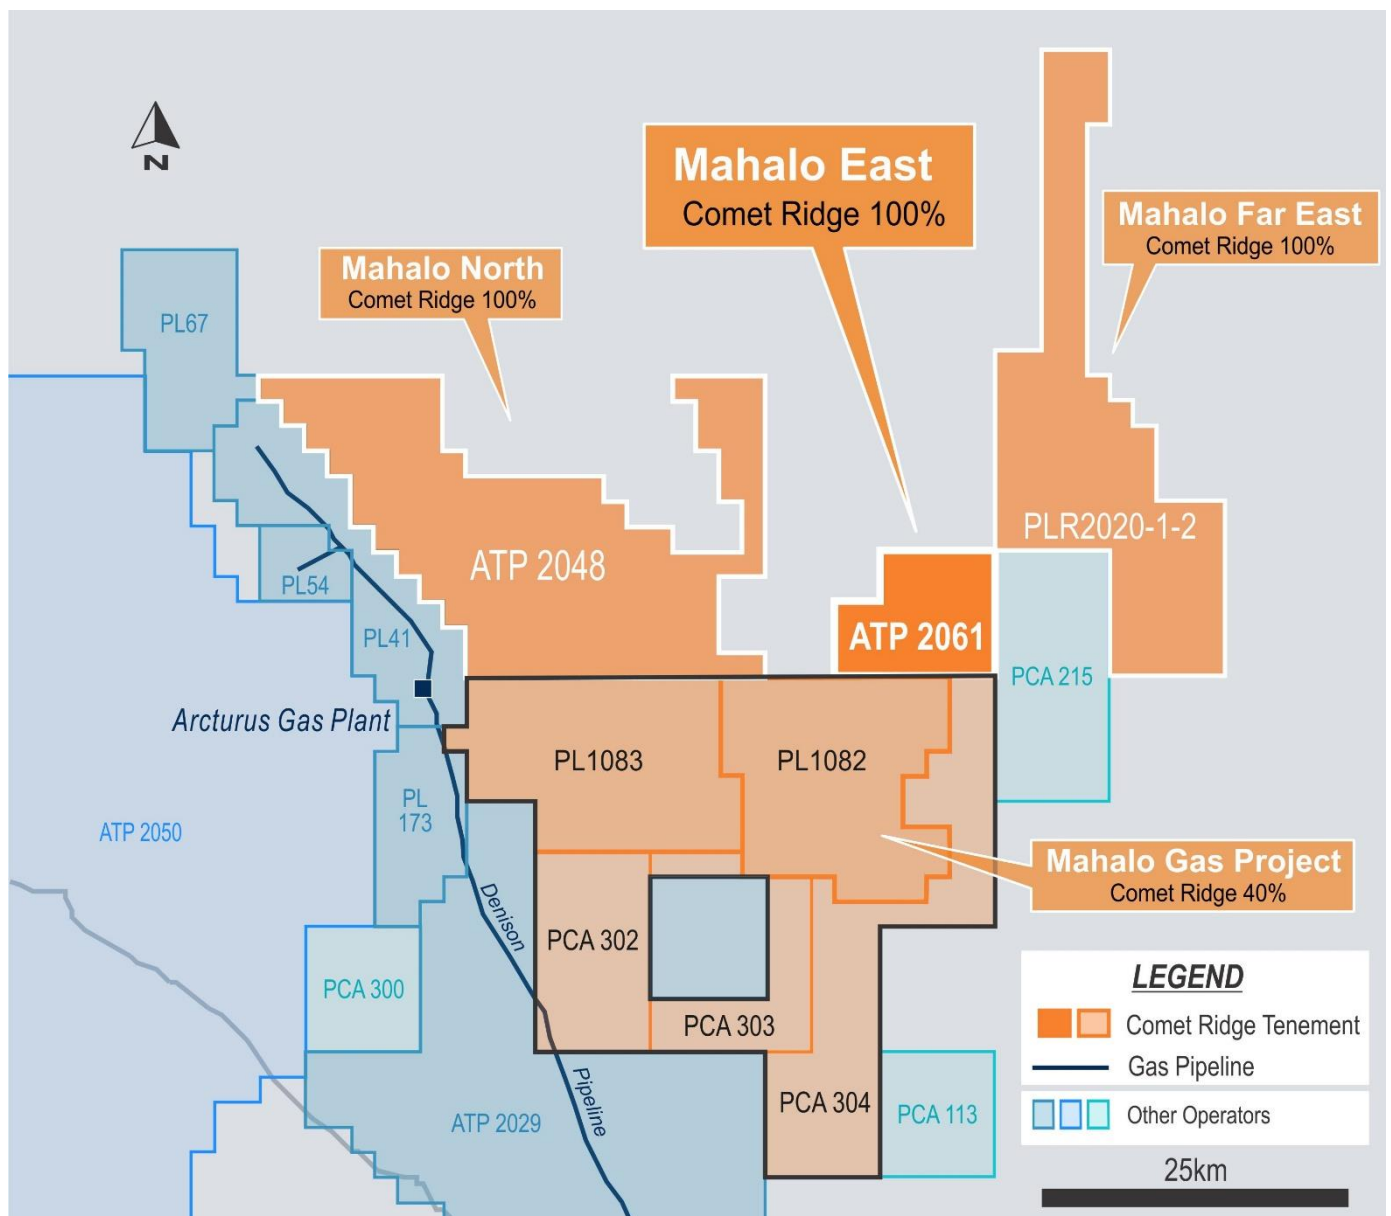 N
Mahalo East
Comet Ridge 100%
Mahalo Far East
Comet Ridge 100%
Mahalo North
Comet Ridge 100%
PL67
PLR2020-1-2
ATP 2048
PL54
PL41
ATP 2061
PCA 215
Arcturus Gas Plant
PL1083
PL1082
PL
173
ATP 2050
Mahalo Gas Project
Comet Ridge 40%
Denison
PCA 302
PCA 300
PCA 303
LEGEND
Comet Ridge Tenement
Gas Pipeline
Other Operators
Pipeline
PCA 304
PCA 113
ATP 2029
25km